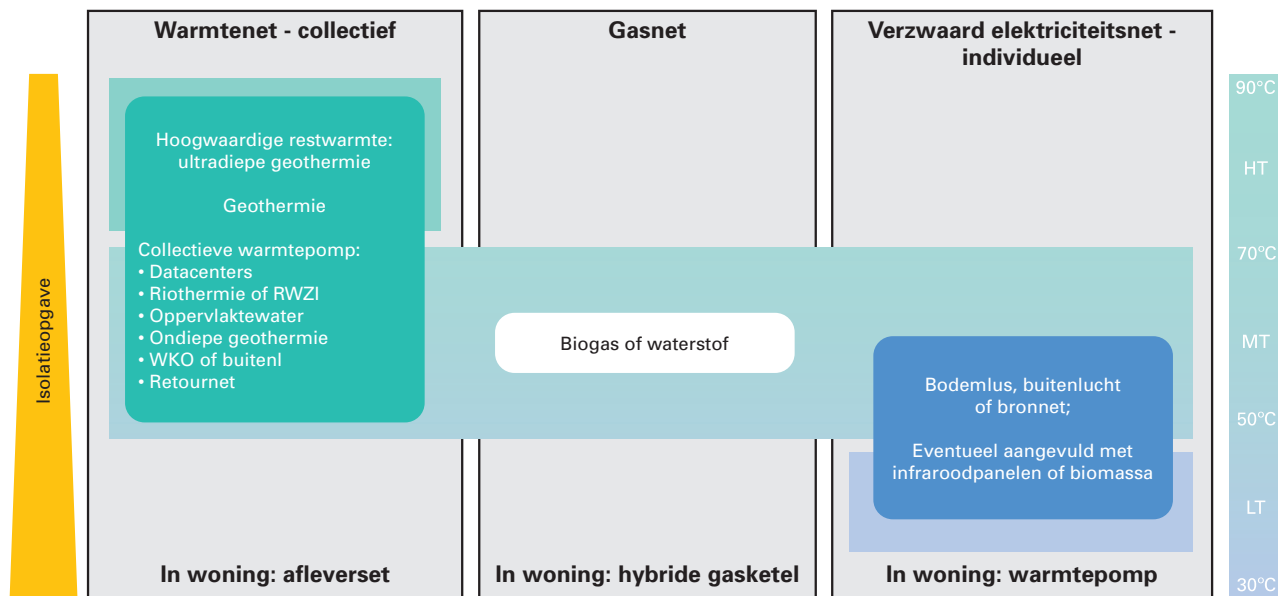 Warmtenet - collectief
Gasnet
Verzwaard elektriciteitsnet -
individueel
Isolatieopgave
Hoogwaardige restwarmte:
ultradiepe geothermie
Geothermie
Collectieve warmtepomp:
• Datacenters
• Riothermie of RWZI
• Oppervlaktewater
• Ondiepe geothermie
• WKO of buitenl
• Retournet
Biogas of waterstof
Bodemlus, buitenlucht
of bronnet;
Eventueel aangevuld met
infraroodpanelen of biomassa
90°C
HT
70°C
MT
50°C
LT
30°C
In woning: afleverset
In woning: hybride gasketel
In woning: warmtepomp